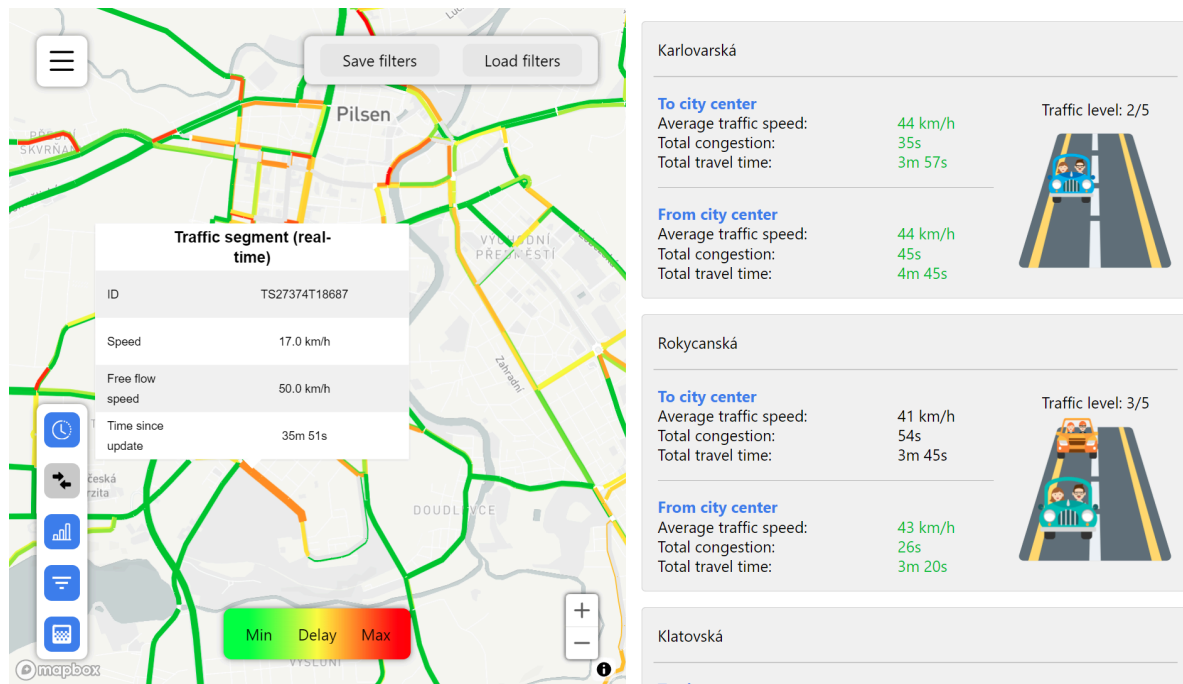 Save filters
Load filters
Pilsen
SKVRŇA
Traffic segment (real-
time)
ID
TS27374T18687
Speed
17.0 km/h
Free flow
speed
50.0 km/h
Time since
update
35m 51s
Zahradní
česká
rzita
Min
Delay
Max
VÝSLUNÍ
mapbox
Karlovarská
To city center
Average traffic speed:
44 km/h
Total congestion:
35s
Total travel time:
3m 57s
From city center
Average traffic speed:
44 km/h
Total congestion:
45s
Total travel time:
4m 45s
Traffic level: 2/5
Rokycanská
To city center
Average traffic speed:
41 km/h
Total congestion:
54s
Total travel time:
3m 45s
From city center
Average traffic speed:
43 km/h
Total congestion:
26s
Total travel time:
3m 20s
Traffic level: 3/5
Klatovská